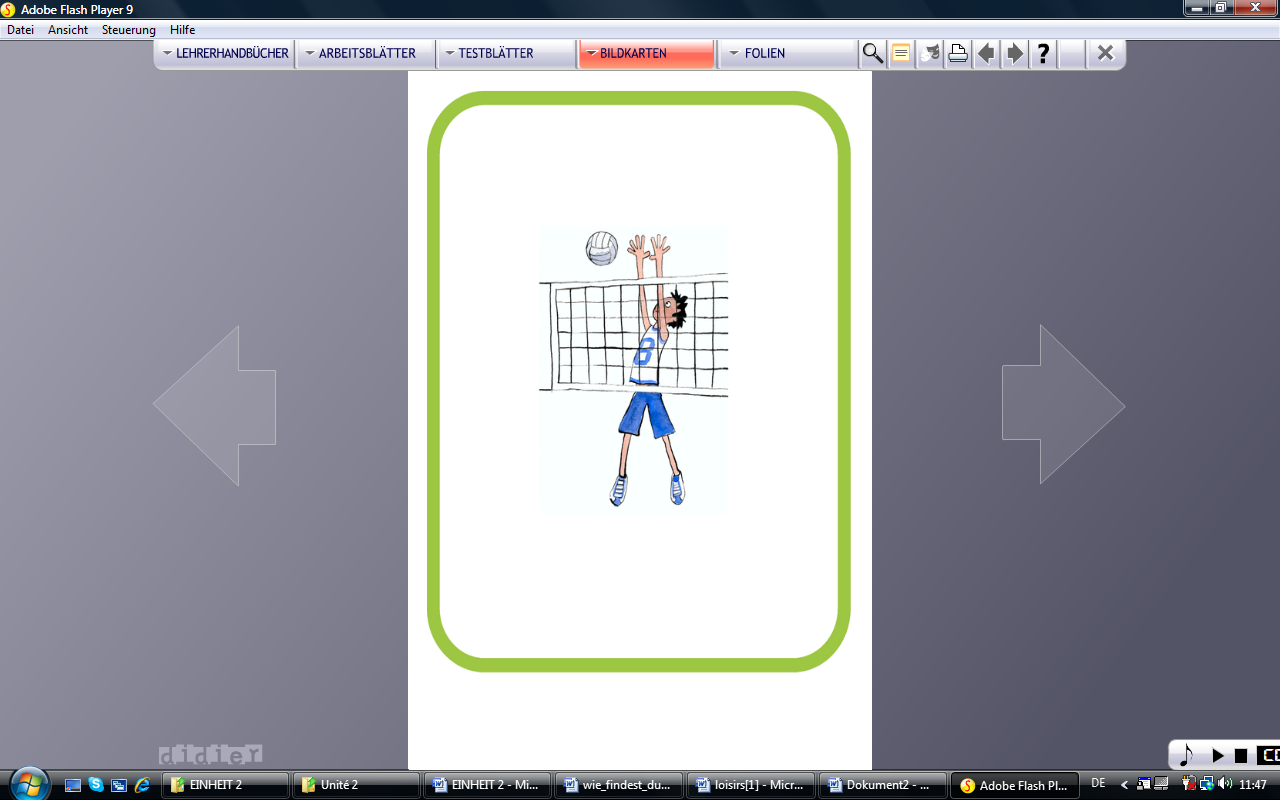 Adobe Flash Player 9
Datei Ansicht Steuerung Hilfe
LEHRERHANDBÜCHER ARBEITSBLÄTTER TESTBLÄTTER BILDKARTEN FOLIEN ?
8
didier
EINHEIT 2 Unité 2 EINHEIT 2 - Mi... wie_findest_du... loisirs[1] - Micr... Dokument2 - ... Adobe Flash Pl... DE 11:47